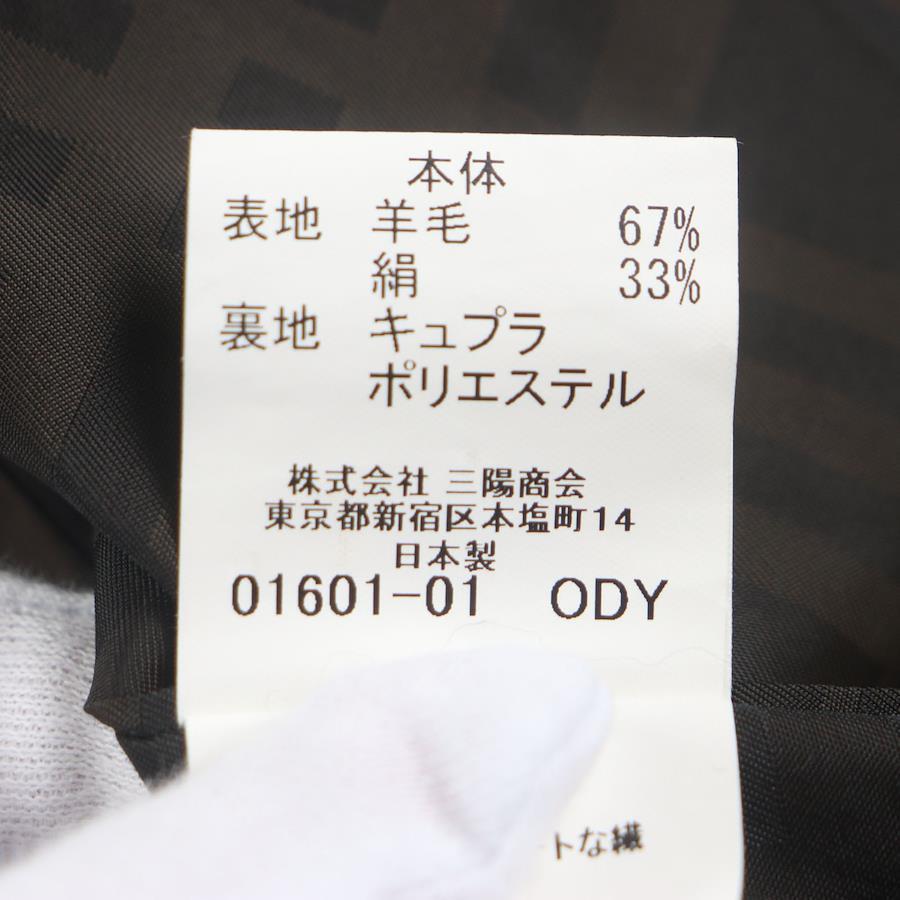 本体
表地 羊毛 67%
絹 33%
裏地 キュプラ
ポリエステル
株式会社 三陽商会
東京都新宿区本塩町14
日本製
01601-01 ODY
トな繊